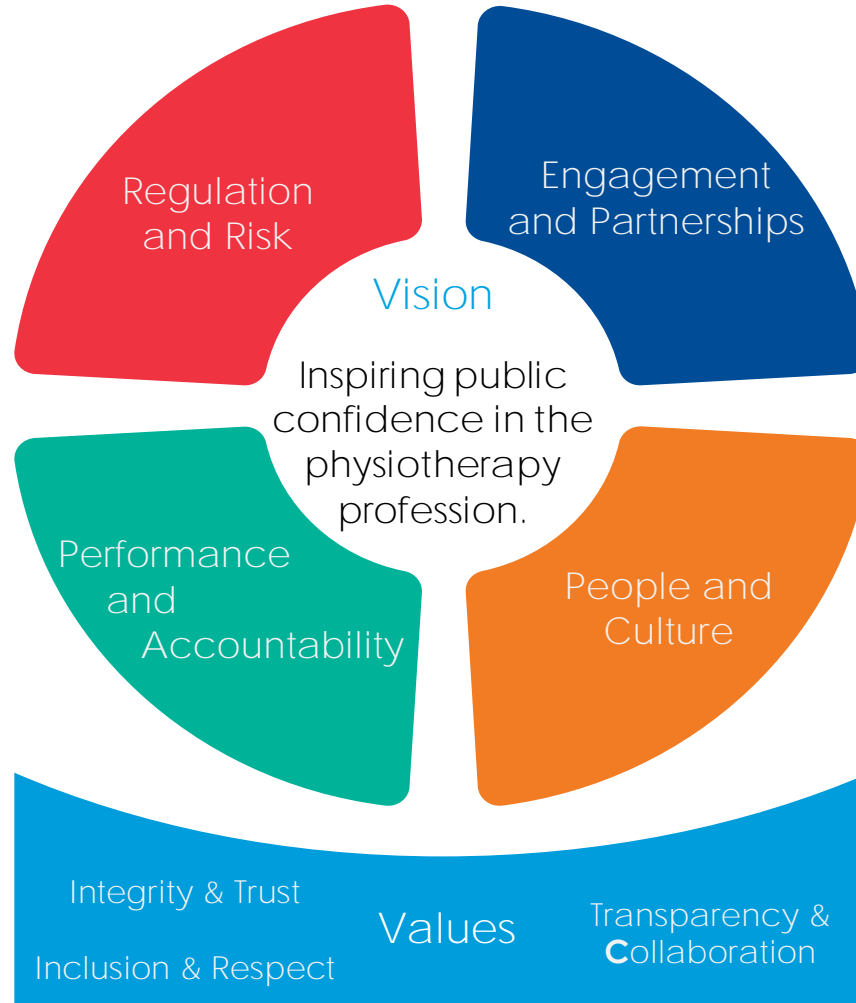 Regulation
and Risk
Engagement
and Partnerships
Vision
Inspiring public
confidence in the
physiotherapy
profession.
Performance
and
Accountability
People and
Culture
Integrity & Trust
Inclusion & Respect
Values
Transparency &
Collaboration